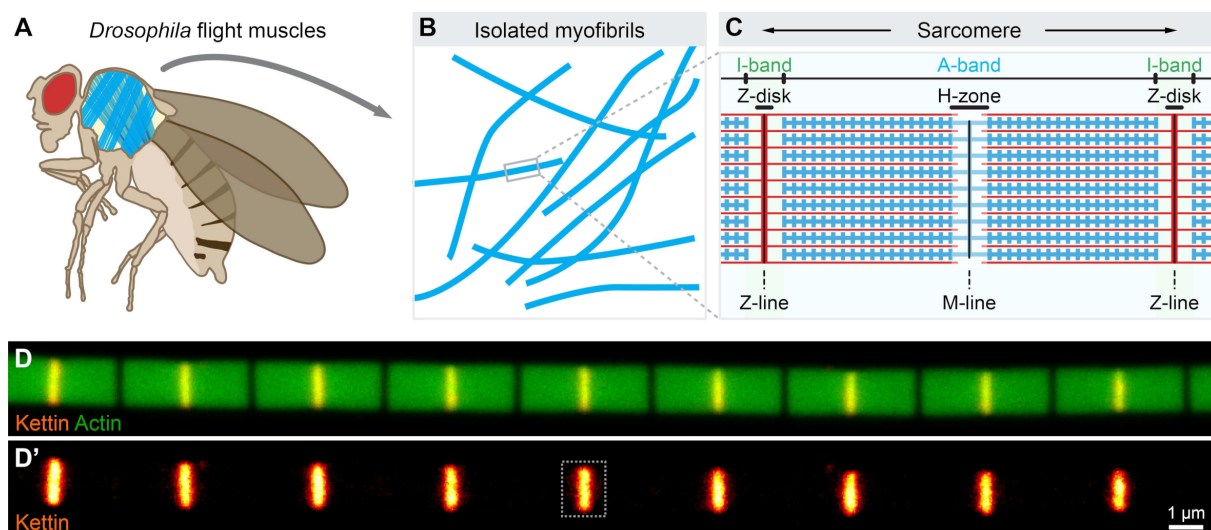 A
Drosophila flight muscles
B
Isolated myofibrils
C
Sarcomere
I-band
A-band
I-band
Z-disk
H-zone
Z-disk
Z-line
M-line
Z-line
D
Kettin Actin
D'
Kettin
1 µm